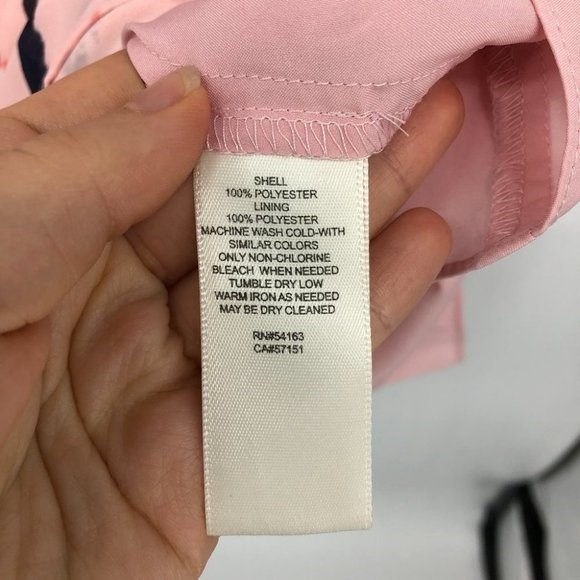 SHELL
100% POLYESTER
LINING
100% POLYESTER
MACHINE WASH COLD-WITH
SIMILAR COLORS
ONLY NON-CHLORINE
BLEACH WHEN NEEDED
TUMBLE DRY LOW
WARM IRON AS NEEDED
MAY BE DRY CLEANED
RN#54163
CA#57151